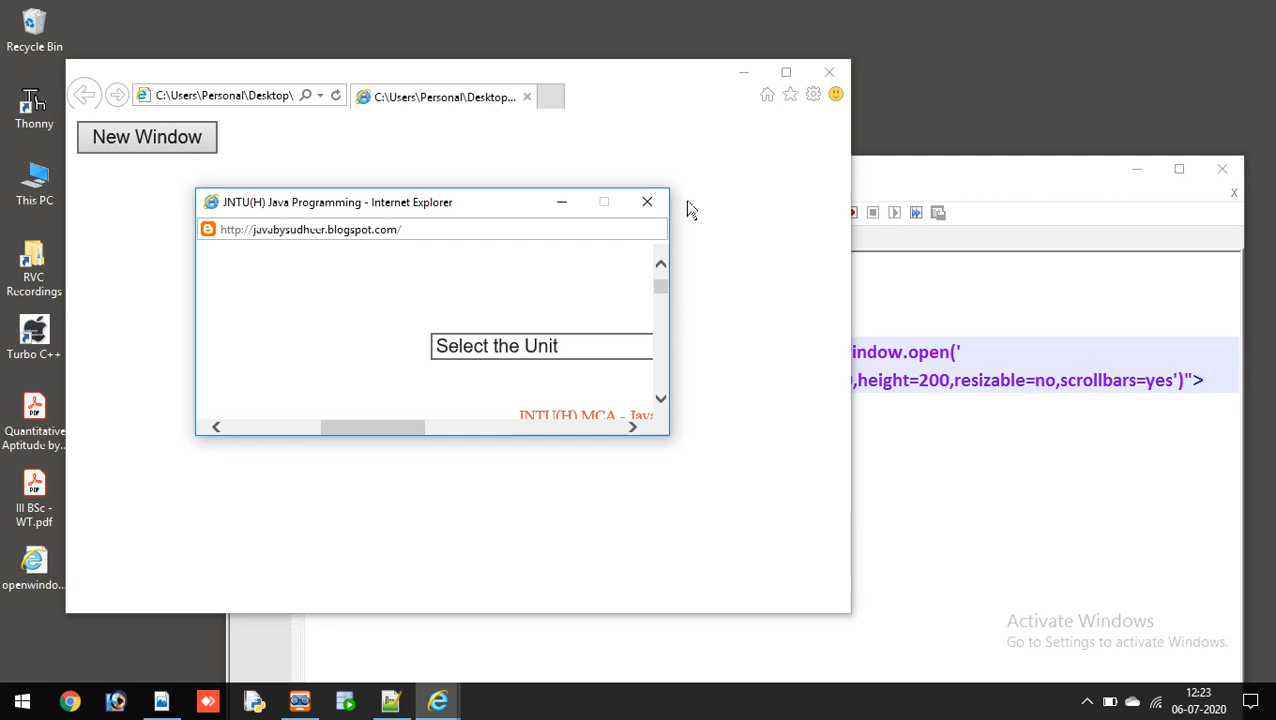 Recycle Bin
Thonny
This PC
RVC
Recordings
Turbo C++
Quantitative
Aptitude by...
III BSc -
WT.pdf
openwindo...
C:\Users\Personal\Desktop\
C:\Users\Personal\Desktop...
New Window
JNTU(H) Java Programming - Internet Explorer
http://javabysudheer.blogspot.com/
Select the Unit
JNTU(H) MCA - Java
X
indow.open('
,height=200,resizable=no,scrollbars=yes')">
Activate Windows
Go to Settings to activate Windows.
12:23
06-07-2020